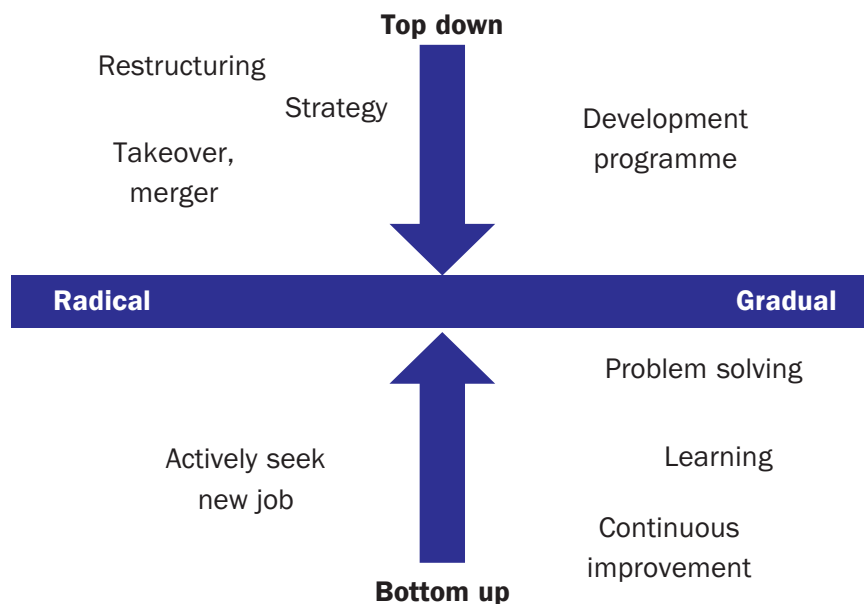 Top down
Restructuring
Strategy
Development
programme
Takeover,
merger
Radical
Gradual
Problem solving
Actively seek
new job
Learning
Continuous
improvement
Bottom up